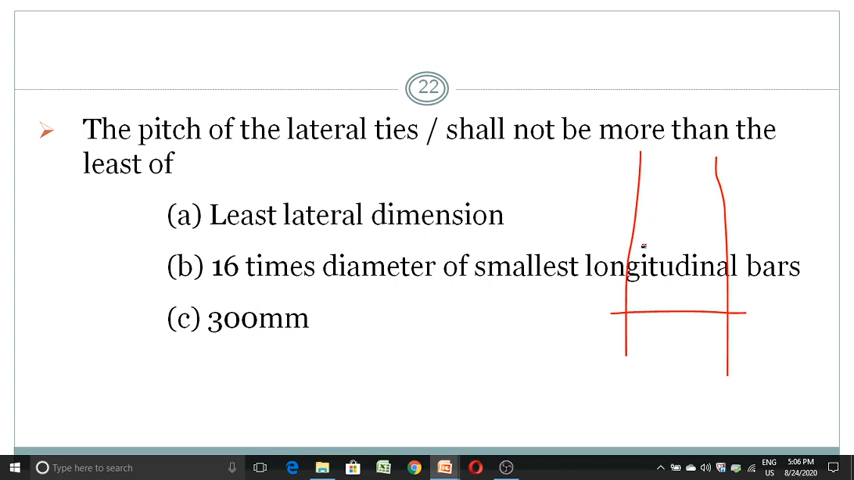 22
The pitch of the lateral ties / shall not be more than the
least of
(a) Least lateral dimension
(b) 16 times diameter of smallest longitudinal bars
(c) 300mm
Type here to search
ENG
US
5:06 PM
8/24/2020